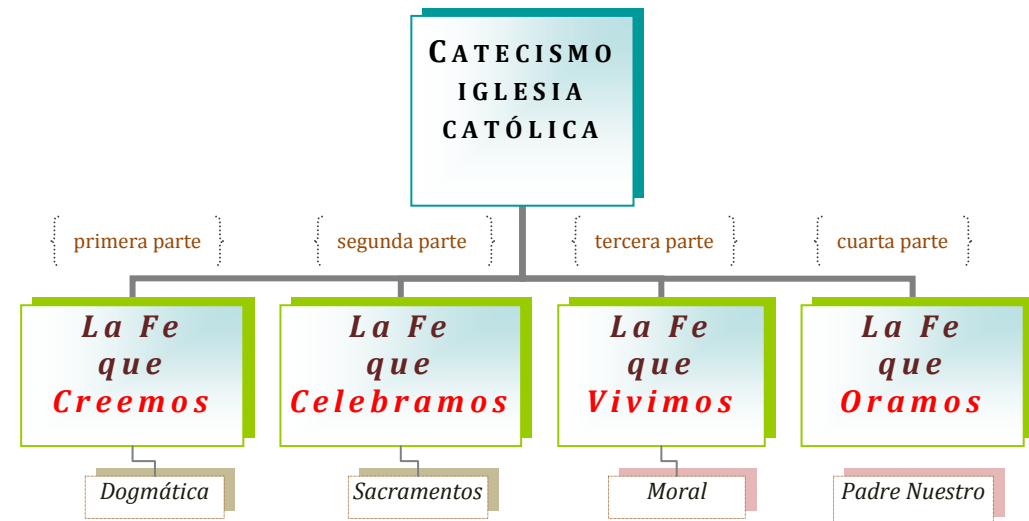 CATECISMO
IGLESIA
CATÓLICA
primera parte
segunda parte
tercera parte
cuarta parte
La Fe
que
Creemos
La Fe
que
Celebramos
La Fe
que
Vivimos
La Fe
que
Oramos
Dogmática
Sacramentos
Moral
Padre Nuestro